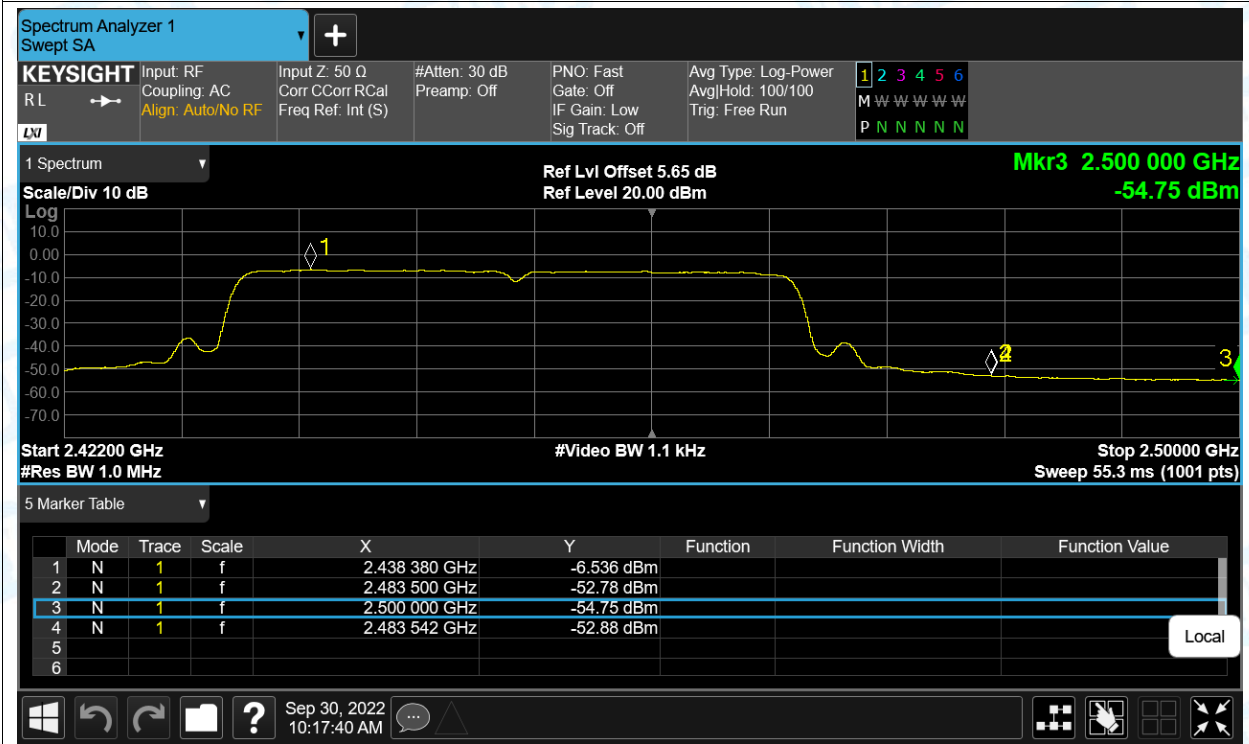 Spectrum Analyzer 1
Swept SA
+
KEYSIGHT Input: RF Input Z: 50 Ω #Atten: 30 dB PNO: Fast Avg Type: Log-Power 1 2 3 4 5 6
R L Coupling: AC Corr CCorr RCal Preamp: Off Gate: Off Avg|Hold: 100/100 M W W W W W
Align: Auto/No RF Freq Ref: Int (S) IF Gain: Low Trig: Free Run
LXI Sig Track: Off P N N N N N
1 Spectrum Ref Lvl Offset 5.65 dB Mkr3 2.500 000 GHz
Scale/Div 10 dB Ref Level 20.00 dBm -54.75 dBm
Log
10.0
0.00 1
-10.0
-20.0
-30.0
-40.0
-50.0 3
-60.0
-70.0
Start 2.42200 GHz #Video BW 1.1 kHz Stop 2.50000 GHz
#Res BW 1.0 MHz Sweep 55.3 ms (1001 pts)
5 Marker Table
Mode Trace Scale X Y Function Function Width Function Value
1 N 1 f 2.438 380 GHz -6.536 dBm
2 N 1 f 2.483 500 GHz -52.78 dBm
3 N 1 f 2.500 000 GHz -54.75 dBm
4 N 1 f 2.483 542 GHz -52.88 dBm
5
6
Local
? Sep 30, 2022
10:17:40 AM